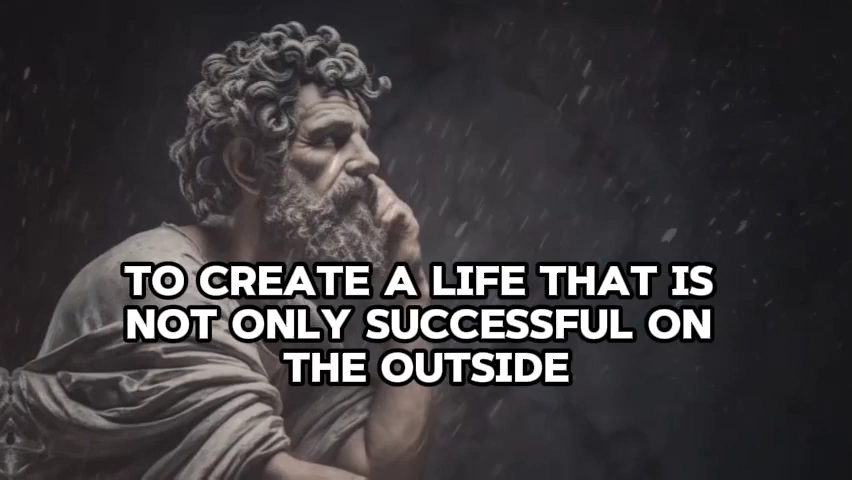 TO CREATE A LIFE THAT IS
NOT ONLY SUCCESSFUL ON
THE OUTSIDE